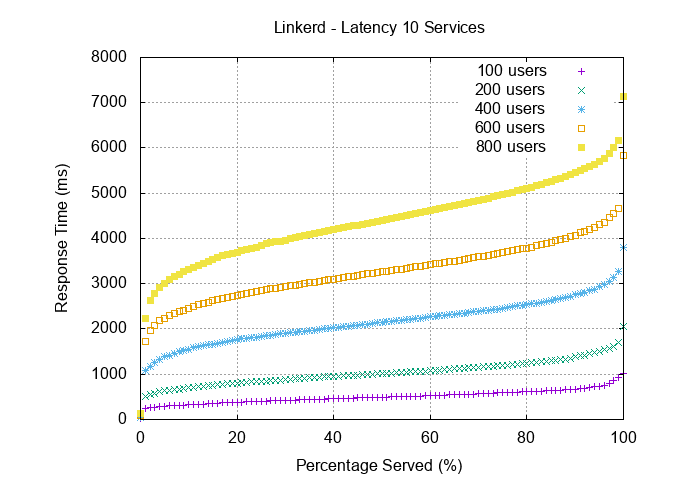 Linkerd - Latency 10 Services
8000
7000
6000
5000
4000
3000
2000
1000
0
Response Time (ms)
100 users
200 users
400 users
600 users
800 users
0 20 40 60 80 100
Percentage Served (%)